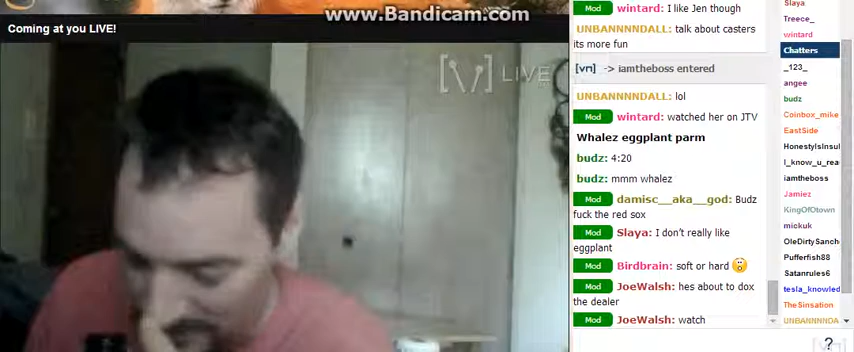 www.Bandicam.com
Coming at you LIVE!
LIVE
Mod wintard: I like Jen though
UNBANNNNDALL: talk about casters
its more fun
-> iamtheboss entered
UNBANNNNDALL: lol
Mod wintard: watched her on JTV
Whalez eggplant parm
budz: 4:20
budz: mmm whalez
Mod damisc__aka__god: Budz
fuck the red sox
Mod Slaya: I don't really like
eggplant
Mod Birdbrain: soft or hard
Mod JoeWalsh: hes about to dox
the dealer
Mod JoeWalsh: watch
Slaya
Treece_
wintard
Chatters
_123_
angee
budz
Coinbox_mike
EastSide
HonestyIsInsul
I_know_u_rea
iamtheboss
Jamiez
KingOfOtown
mickuk
OleDirtySanch
Pufferfish88
Satanrules6
tesla_knowled
TheSinsation
UNBANNNNDA
?